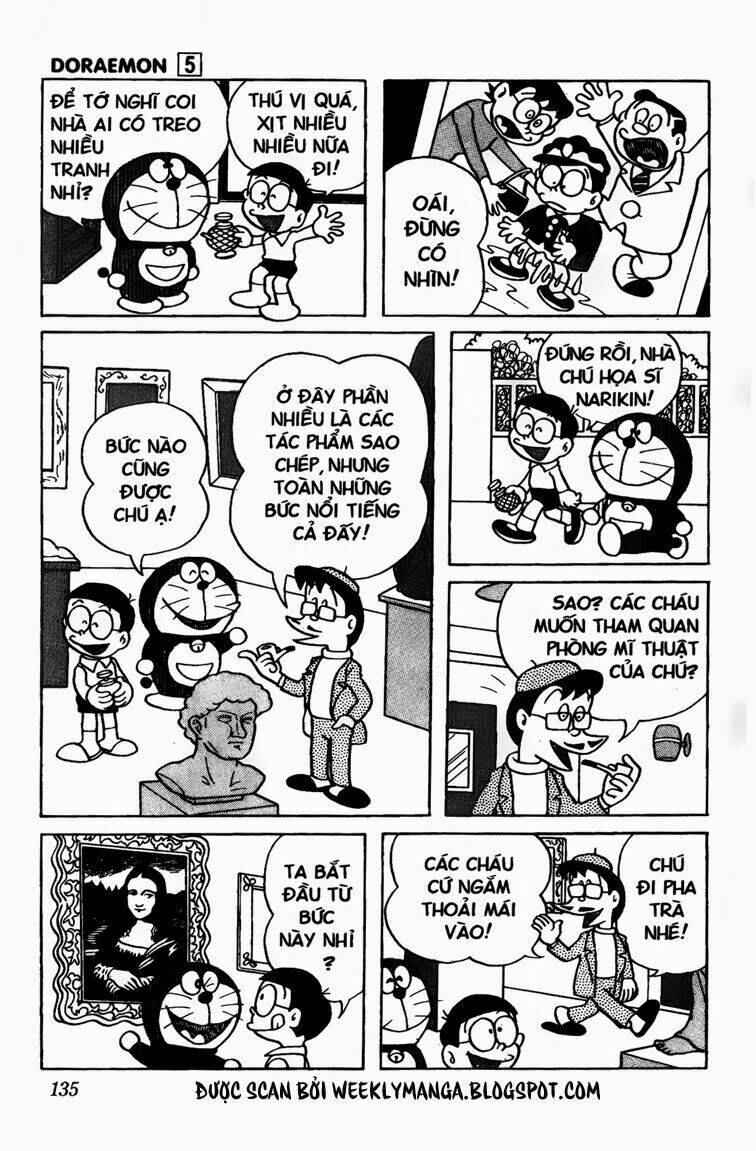 DORAEMON 5
OÁI,
ĐỪNG
CÓ
NHÌN!
THÚ VỊ QUÁ,
XỊT NHIỀU
NHIỀU NỮA
ĐI!
ĐỂ TỚ NGHĨ COI
NHÀ AI CÓ TREO
NHIỀU
TRANH
NHỈ?
ĐÚNG RỒI, NHÀ
CHÚ HỌA SĨ
NARIKIN!
SAO? CÁC CHÁU
MUỐN THAM QUAN
PHÒNG MĨ THUẬT
CỦA CHÚ?
Ở ĐÂY PHẦN
NHIỀU LÀ CÁC
TÁC PHẨM SAO
CHÉP, NHƯNG
TOÀN NHỮNG
BỨC NỔI TIẾNG
CẢ ĐẤY!
BỨC NÀO
CŨNG
ĐƯỢC
CHÚ Ạ!
CHÚ
ĐI PHA
TRÀ
NHÉ!
CÁC CHÁU
CỨ NGẮM
THOẢI MÁI
VÀO!
TA BẮT
ĐẦU TỪ
BỨC
NÀY NHỈ
?
135
ĐƯỢC SCAN BỞI WEEKLYMANGA.BLOGSPOT.COM